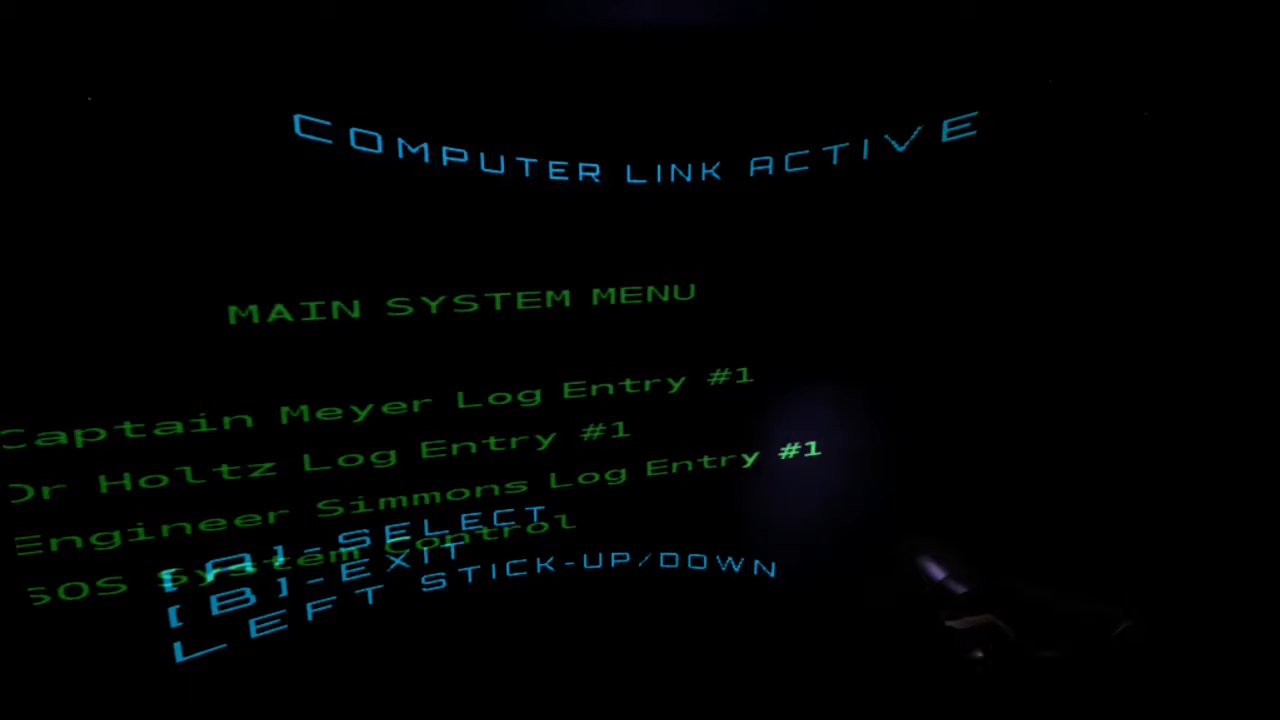 COMPUTER LINK ACTIVE
MAIN SYSTEM MENU
Captain Meyer Log Entry #1
Dr Holtz Log Entry #1
Engineer Simmons Log Entry #1
SOS System Control
[A]-SELECT
[B]-EXIT
LEFT STICK-UP/DOWN